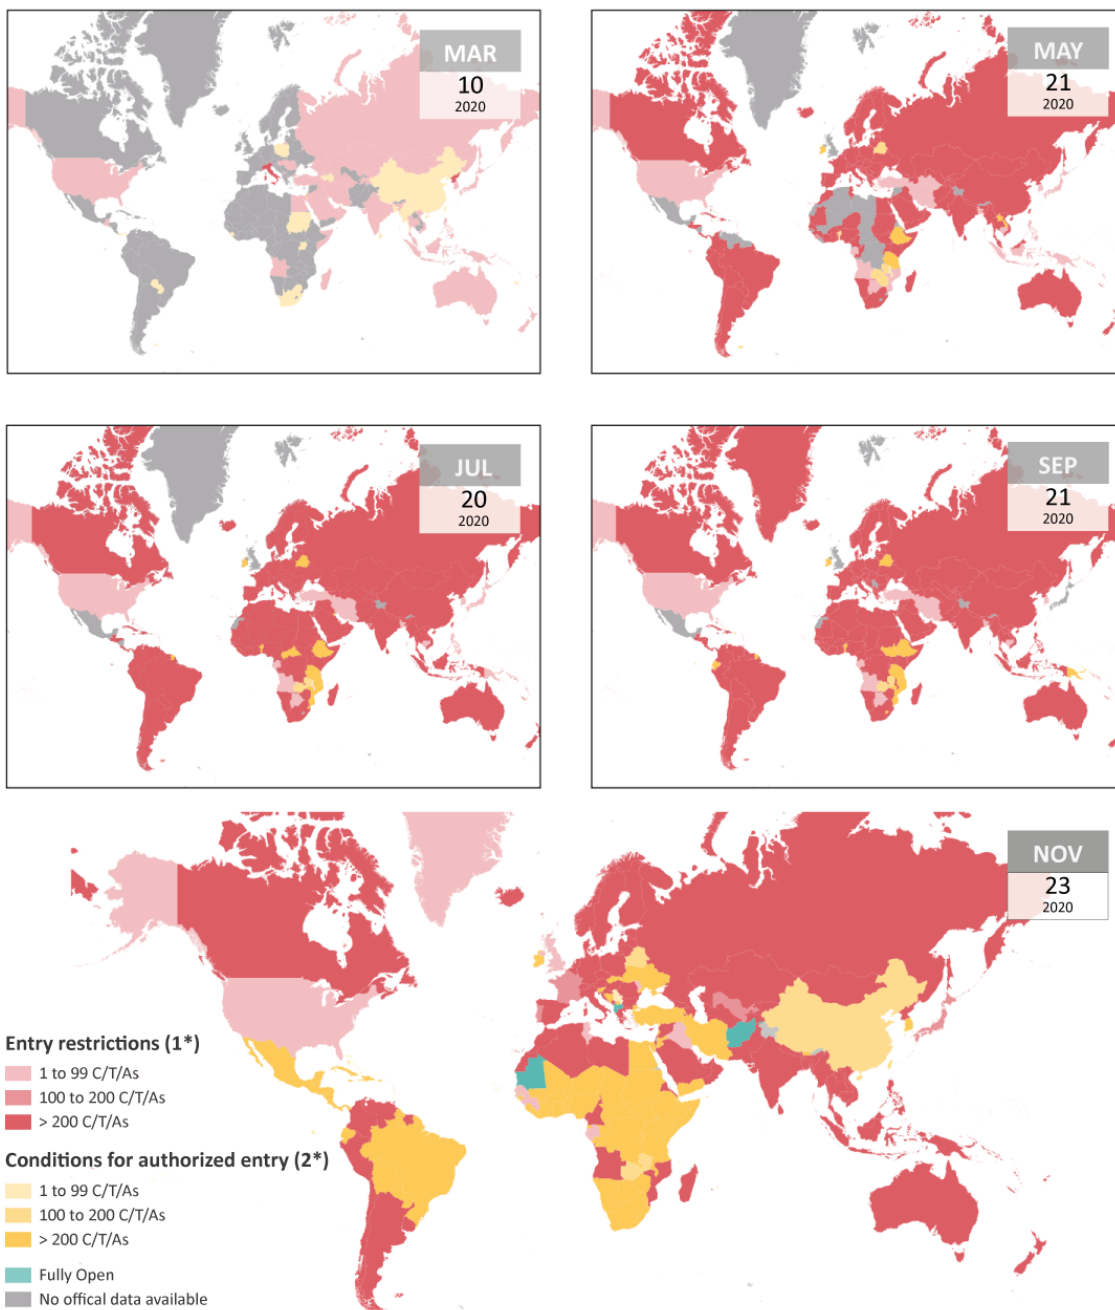 MAR
10
2020
MAY
21
2020
JUL
20
2020
SEP
21
2020
NOV
23
2020
Entry restrictions (1*)
1 to 99 C/T/As
100 to 200 C/T/As
> 200 C/T/As
Conditions for authorized entry (2*)
1 to 99 C/T/As
100 to 200 C/T/As
> 200 C/T/As
Fully Open
No offical data available